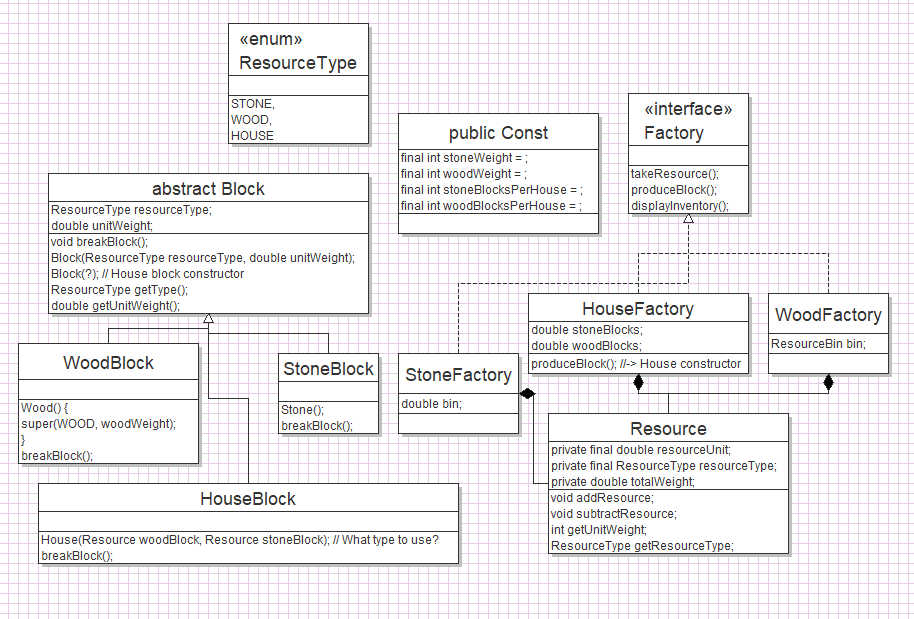 «enum»
ResourceType
STONE,
WOOD,
HOUSE
public Const
final int stoneWeight = ;
final int woodWeight = ;
final int stoneBlocksPerHouse = ;
final int woodBlocksPerHouse = ;
«interface»
Factory
takeResource();
produceBlock();
displayInventory();
abstract Block
ResourceType resourceType;
double unitWeight;
void breakBlock();
Block(ResourceType resourceType, double unitWeight);
Block(?); // House block constructor
ResourceType getType();
double getUnitWeight();
HouseFactory
double stoneBlocks;
double woodBlocks;
produceBlock(); //-> House constructor
WoodFactory
ResourceBin bin;
WoodBlock
Wood() {
super(WOOD, woodWeight);
}
breakBlock();
StoneBlock
Stone();
breakBlock();
StoneFactory
double bin;
Resource
private final double resourceUnit;
private final ResourceType resourceType;
private double totalWeight;
void addResource;
void subtractResource;
int getUnitWeight;
ResourceType getResourceType;
HouseBlock
House(Resource woodBlock, Resource stoneBlock); // What type to use?
breakBlock();